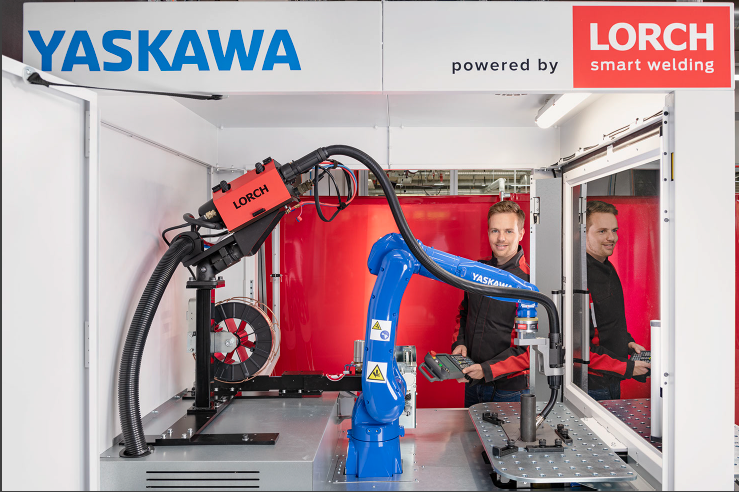 YASKAWA
powered by
LORCH
smart welding
LORCH
YASKAWA